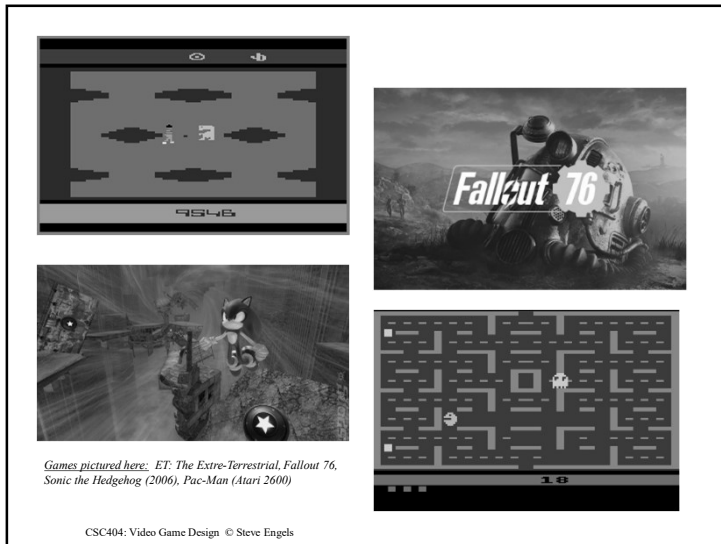 9546
Fallout 76
18
Games pictured here: ET: The Extre-Terrestrial, Fallout 76,
Sonic the Hedgehog (2006), Pac-Man (Atari 2600)
CSC404: Video Game Design © Steve Engels